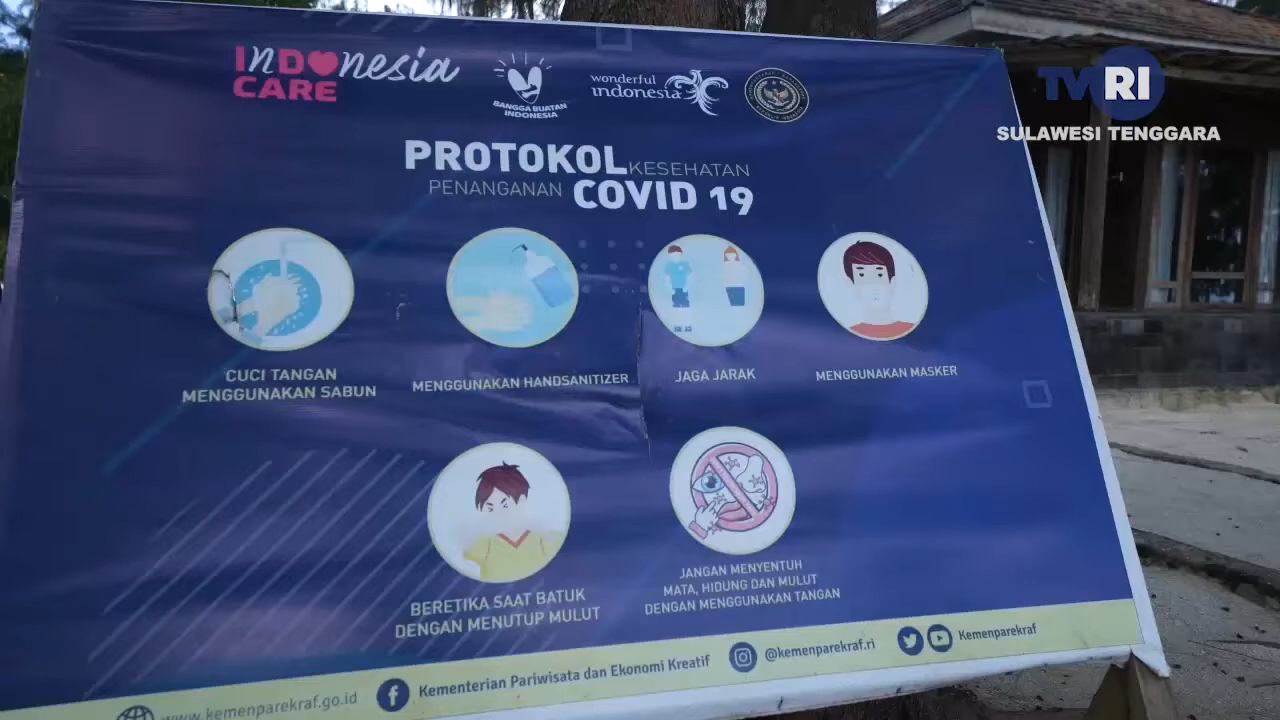 INDONESIA
CARE
BANGGA BUATAN
INDONESIA
wonderful
indonesia
TVRI
SULAWESI TENGGARA
PROTOKOL KESEHATAN
PENANGANAN COVID 19
CUCI TANGAN
MENGGUNAKAN SABUN
MENGGUNAKAN HANDSANITIZER
JAGA JARAK
MENGGUNAKAN MASKER
BERETIKA SAAT BATUK
DENGAN MENUTUP MULUT
JANGAN MENYENTUH
MATA, HIDUNG DAN MULUT
DENGAN MENGGUNAKAN TANGAN
www.kemenparekraf.go.id
Kementerian Pariwisata dan Ekonomi Kreatif
@kemenparekraf.ri
Kemenparekraf